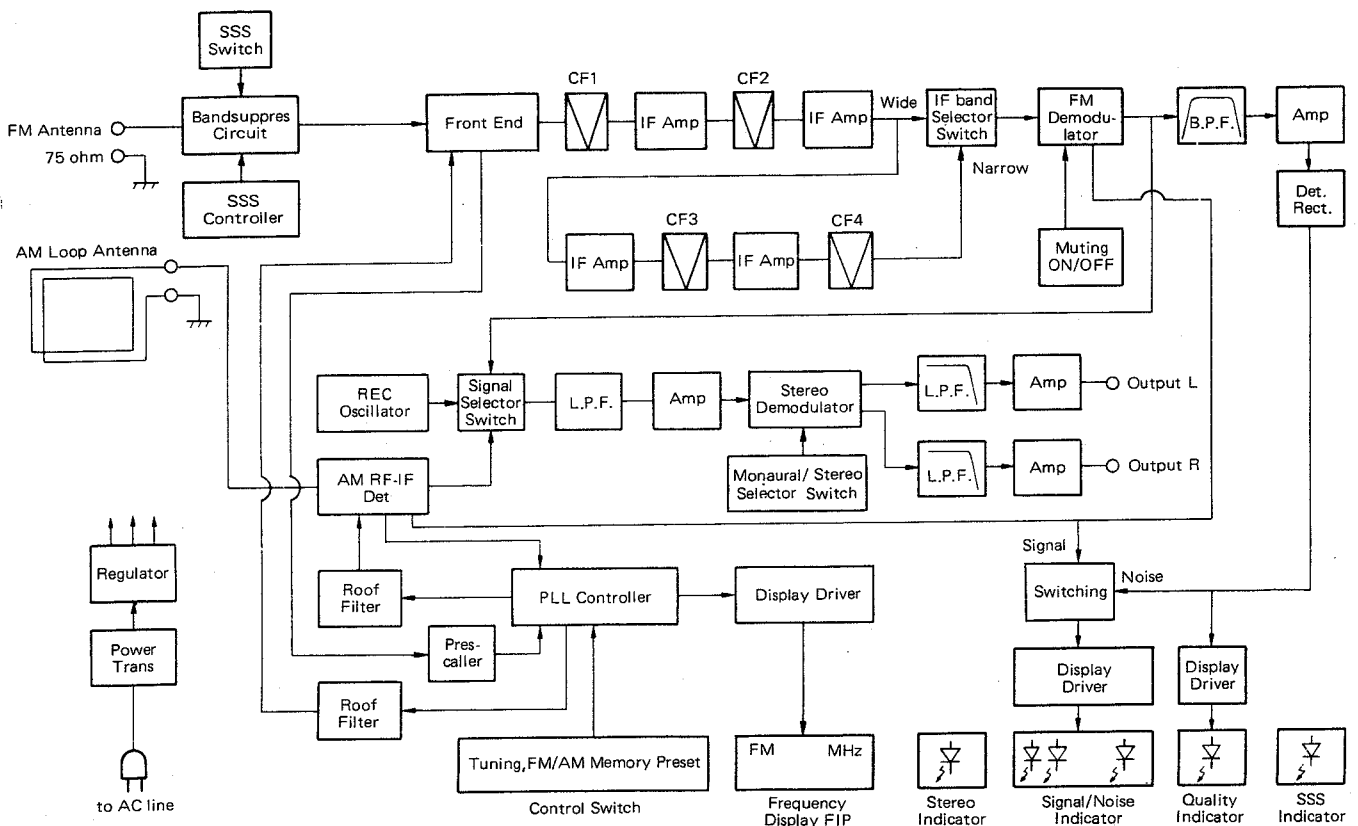 SSS
Switch
CF1
CF2
Bandsuppres
Circuit
Front End
IF Amp
IF Amp
Wide
IF band
Selector
Switch
FM
Demodu-
lator
B.P.F.
Amp
FM Antenna
75 ohm
Narrow
SSS
Controller
Det.
Rect.
CF3
CF4
AM Loop Antenna
IF Amp
IF Amp
Muting
ON/OFF
REC
Oscillator
Signal
Selector
Switch
L.P.F.
Amp
Stereo
Demodulator
L.P.F.
Amp
Output L
AM RF-IF
Det
Monaural/ Stereo
Selector Switch
L.P.F.
Amp
Output R
Signal
Noise
Regulator
Roof
Filter
PLL Controller
Display Driver
Switching
Power
Trans
Pres-
caller
Display
Driver
Display
Driver
Roof
Filter
Tuning,FM/AM Memory Preset
FM
MHz
to AC line
Control Switch
Frequency
Display FIP
Stereo
Indicator
Signal/Noise
Indicator
Quality
Indicator
SSS
Indicator